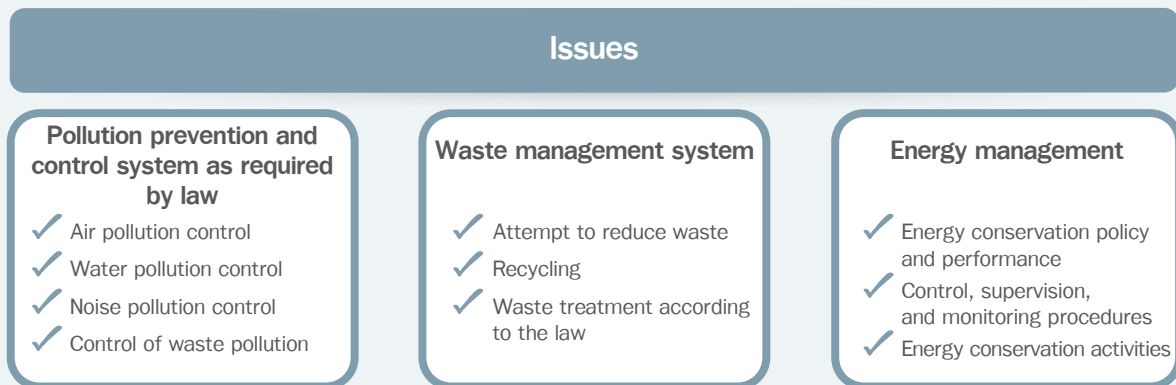 Issues
Pollution prevention and
control system as required
by law
Air pollution control
Water pollution control
Noise pollution control
Control of waste pollution
Waste management system
Attempt to reduce waste
Recycling
Waste treatment according
to the law
Energy management
Energy conservation policy
and performance
Control, supervision,
and monitoring procedures
Energy conservation activities